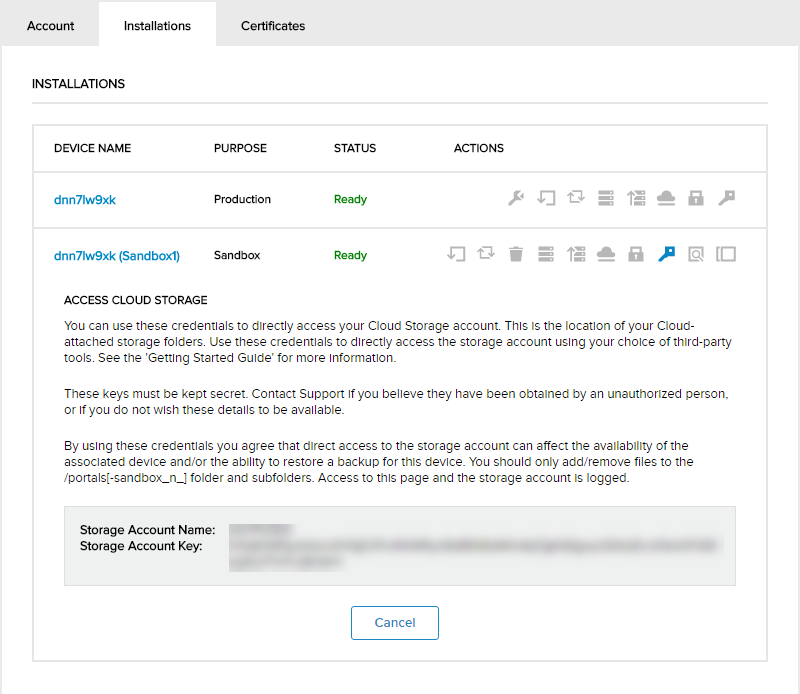 Account Installations Certificates
INSTALLATIONS
DEVICE NAME PURPOSE STATUS ACTIONS
dnn7lw9xk Production Ready
dnn7lw9xk (Sandbox1) Sandbox Ready
ACCESS CLOUD STORAGE
You can use these credentials to directly access your Cloud Storage account. This is the location of your Cloud-
attached storage folders. Use these credentials to directly access the storage account using your choice of third-party
tools. See the 'Getting Started Guide' for more information.
These keys must be kept secret. Contact Support if you believe they have been obtained by an unauthorized person,
or if you do not wish these details to be available.
By using these credentials you agree that direct access to the storage account can affect the availability of the
associated device and/or the ability to restore a backup for this device. You should only add/remove files to the
/portals[-sandbox_n_] folder and subfolders. Access to this page and the storage account is logged.
Storage Account Name:
Storage Account Key:
Cancel